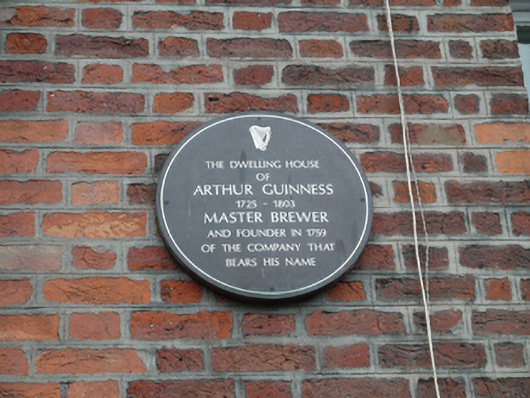 THE DWELLING HOUSE
OF
ARTHUR GUINNESS
1725 - 1803
MASTER BREWER
AND FOUNDER IN 1759
OF THE COMPANY THAT
BEARS HIS NAME